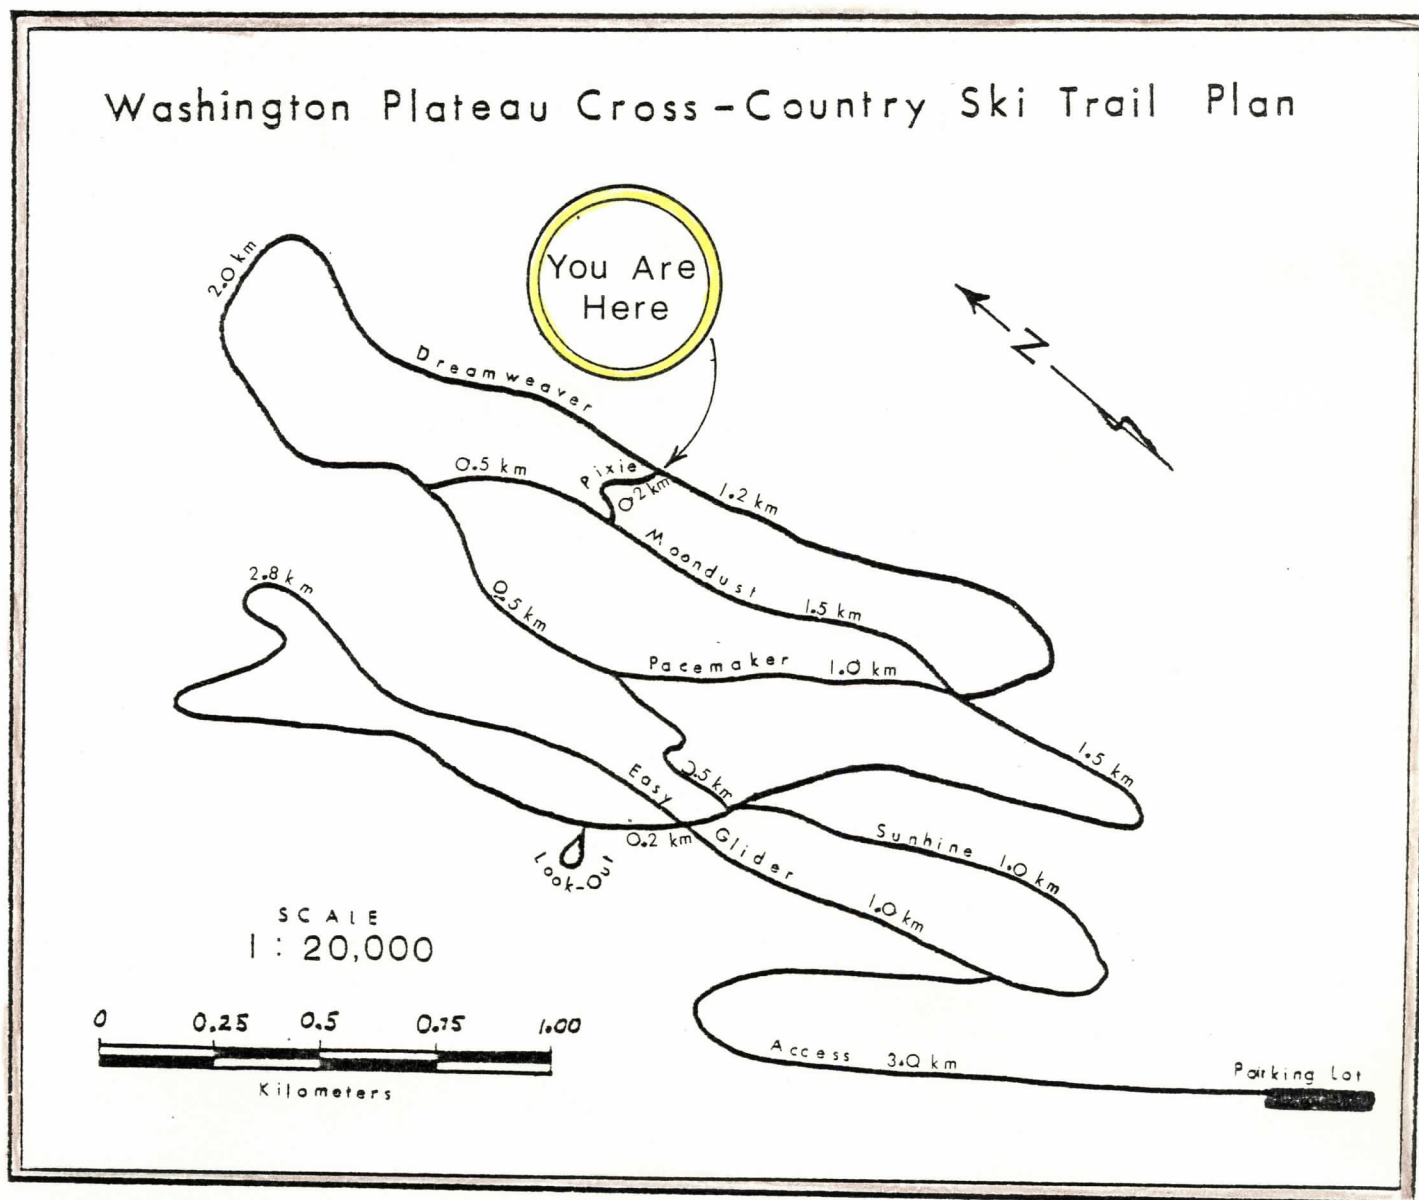 Washington Plateau Cross-Country Ski Trail Plan
You Are
Here
2.0 km
Dreamweaver
N
0.5 km
Pixie
0.2 km
1.2 km
Moondust
2.8 km
0.5 km
1.5 km
Pacemaker 1.0 km
1.5 km
Easy
0.5 km
Glider
0.2 km
Sunhine 1.0 km
Look-Out
1.0 km
SCALE
1 : 20,000
0 0.25 0.5 0.75 1.00
Kilometers
Access 3.0 km
Parking Lot